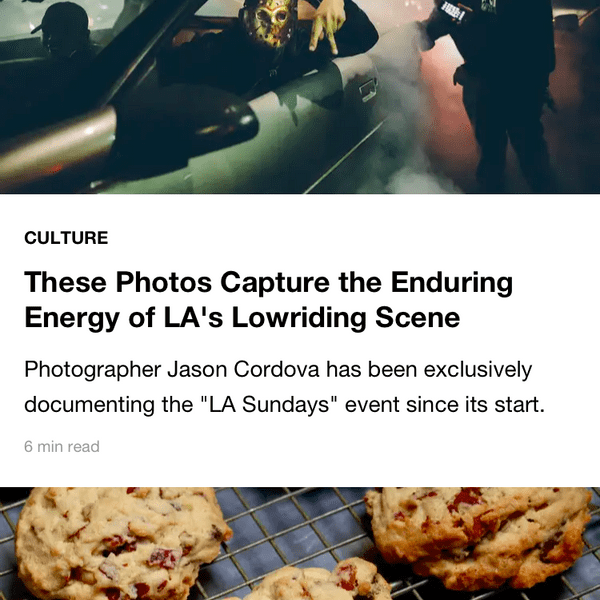 CULTURE
These Photos Capture the Enduring
Energy of LA's Lowriding Scene
Photographer Jason Cordova has been exclusively
documenting the "LA Sundays" event since its start.
6 min read